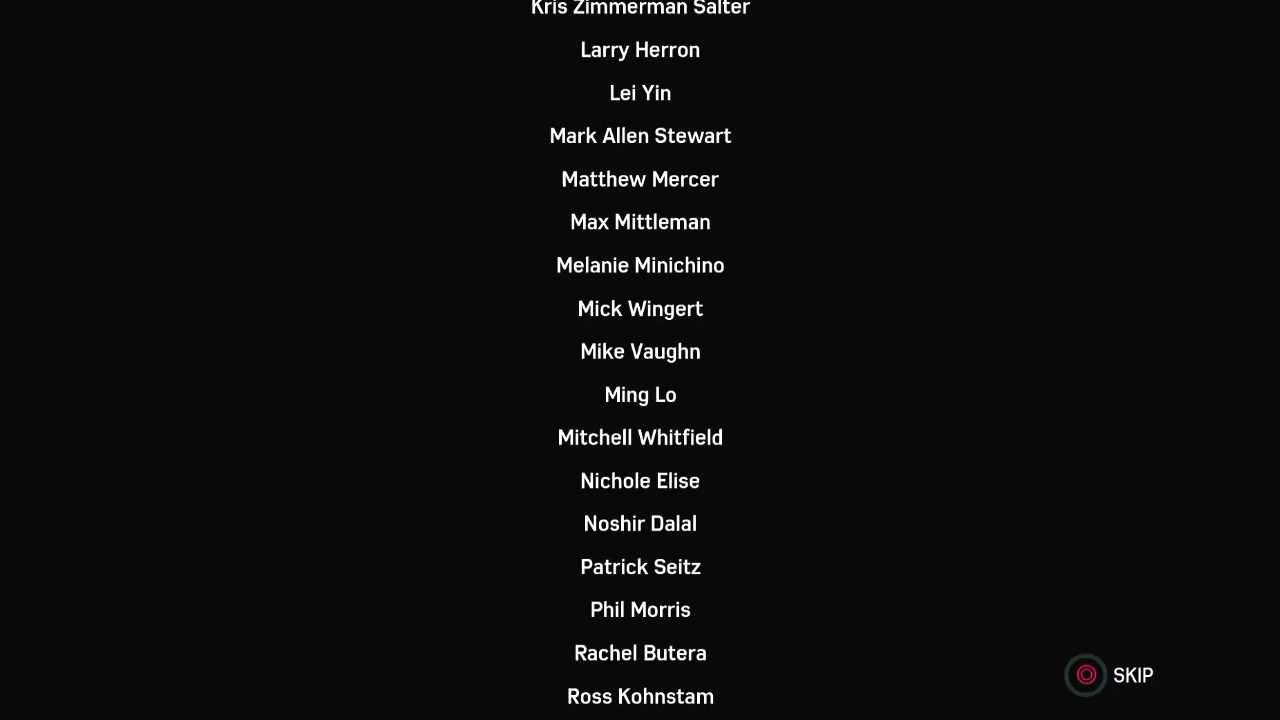 Kris Zimmerman Salter
Larry Herron
Lei Yin
Mark Allen Stewart
Matthew Mercer
Max Mittleman
Melanie Minichino
Mick Wingert
Mike Vaughn
Ming Lo
Mitchell Whitfield
Nichole Elise
Noshir Dalal
Patrick Seitz
Phil Morris
Rachel Butera
SKIP
Ross Kohnstam